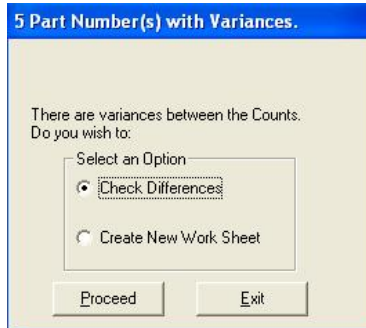 5 Part Number(s) with Variances.
There are variances between the Counts.
Do you wish to:
Select an Option
Check Differences
Create New Work Sheet
Proceed Exit